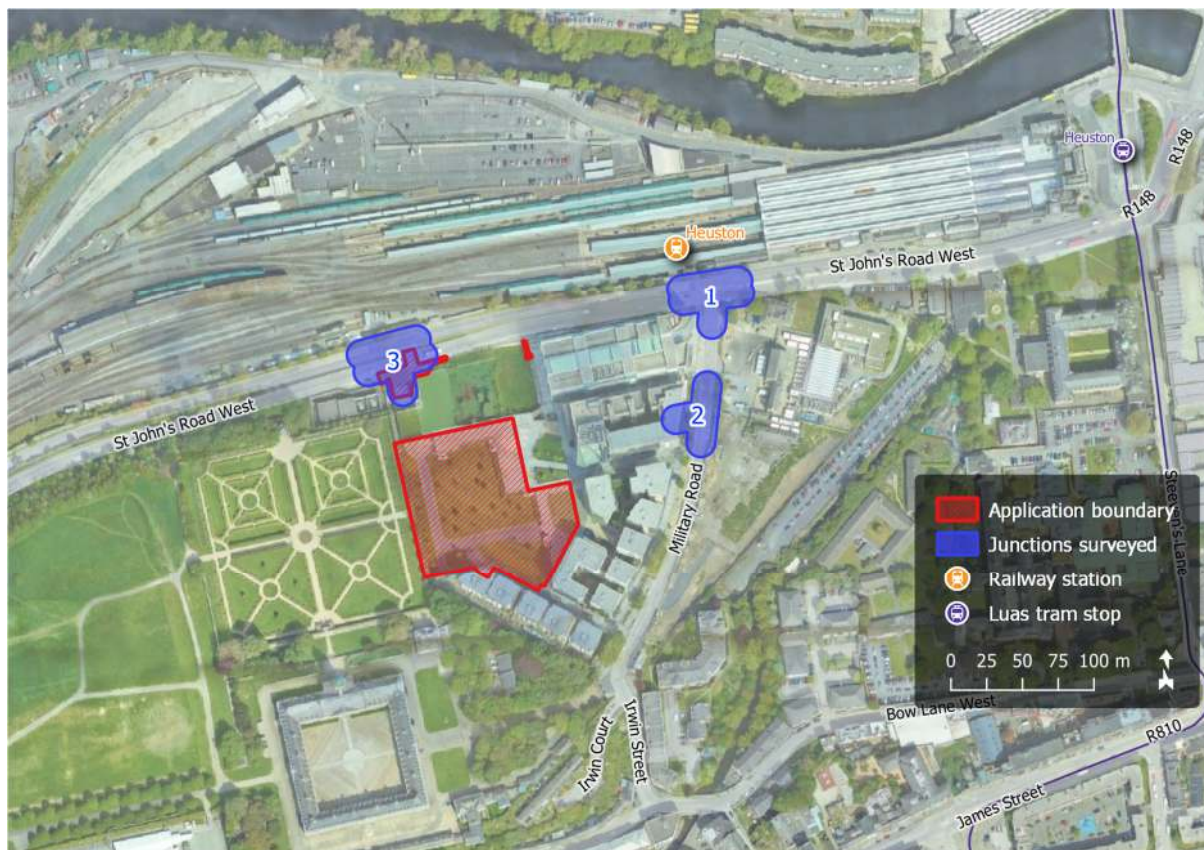 Heuston
R148
R148
Heuston
St John's Road West
1
3
2
St John's Road West
Military Road
Steeven's Lane
Application boundary
Junctions surveyed
Railway station
Luas tram stop
0 25 50 75 100 m
Bow Lane West
R810
Irwin Court
Irwin Street
James Street